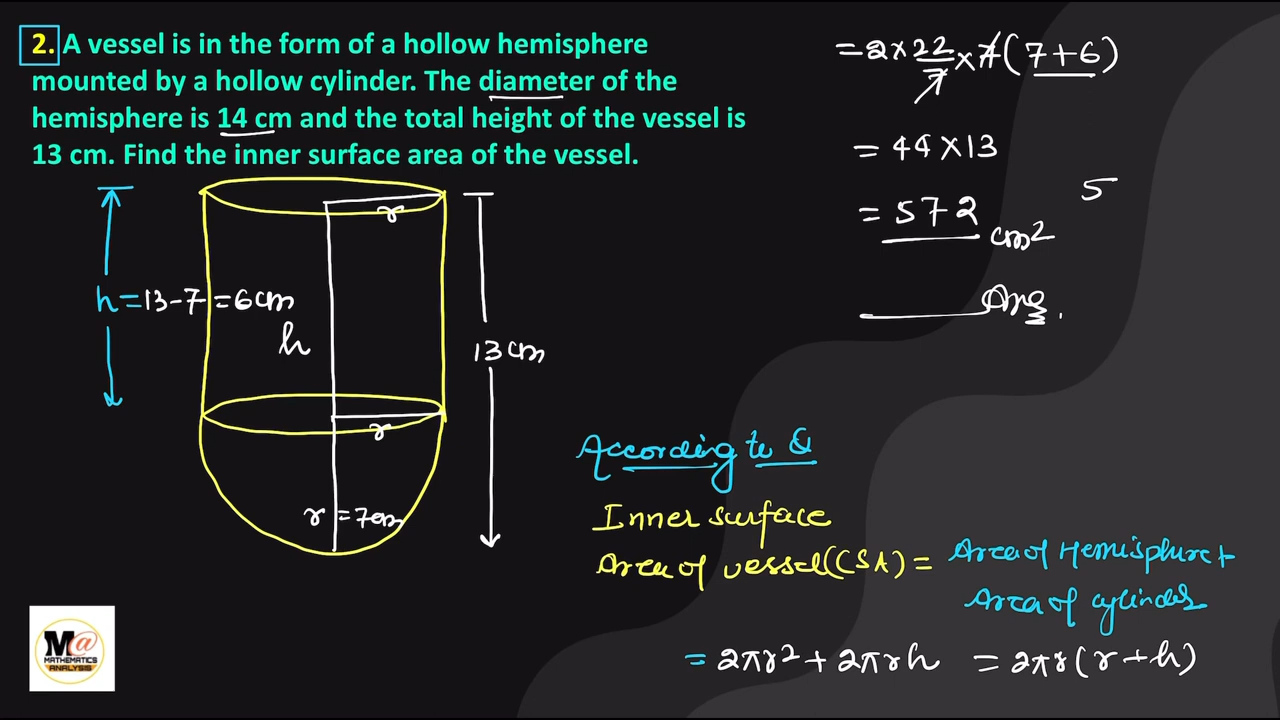 2. A vessel is in the form of a hollow hemisphere
mounted by a hollow cylinder. The diameter of the
hemisphere is 14 cm and the total height of the vessel is
13 cm. Find the inner surface area of the vessel.
r
h=13-7=6cm
h
13cm
r
r=7cm
According to Q
Inner surface
Area of vessel(CSA)=
Area of Hemisphere+
Area of cylinder
=2πr²+2πrh =2πr(r+h)
=2×22/7×7(7+6)
=44×13
=572 cm²
5
Ans.
M@
MATHEMATICS
ANALYSIS